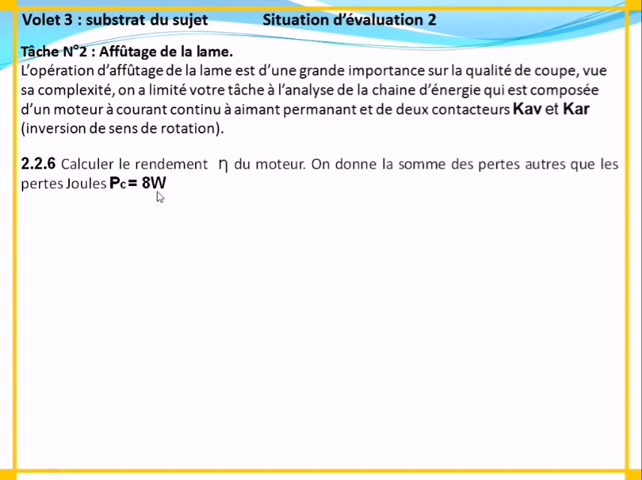 Volet 3 : substrat du sujet Situation d’évaluation 2
Tâche N°2 : Affûtage de la lame.
L’opération d’affûtage de la lame est d’une grande importance sur la qualité de coupe, vue
sa complexité, on a limité votre tâche à l’analyse de la chaine d’énergie qui est composée
d’un moteur à courant continu à aimant permanant et de deux contacteurs Kav et Kar
(inversion de sens de rotation).
2.2.6 Calculer le rendement η du moteur. On donne la somme des pertes autres que les
pertes Joules Pc= 8W